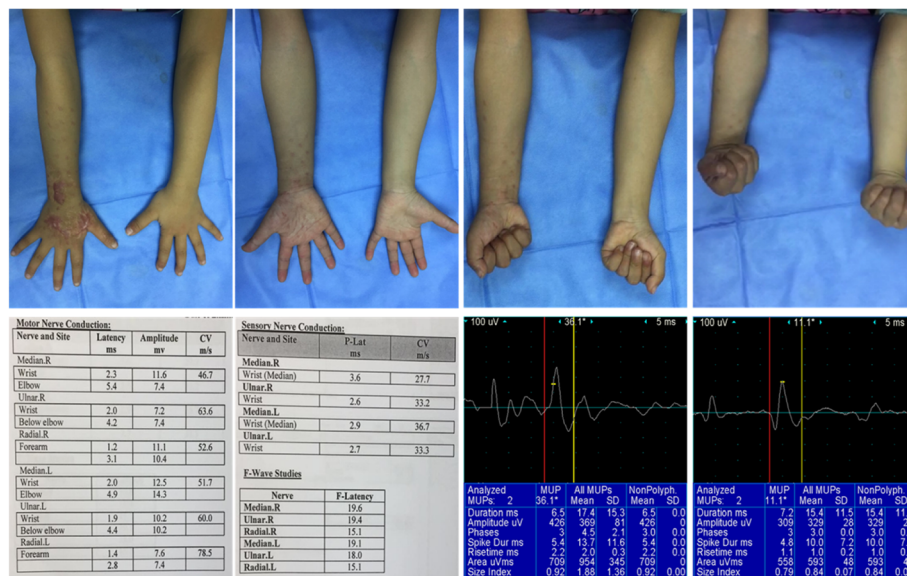 Motor Nerve Conduction:
Nerve and Site Latency ms Amplitude mv CV m/s
Median.R
Wrist 2.3 11.6 46.7
Elbow 5.4 7.4
Ulnar.R
Wrist 2.0 7.2 63.6
Below elbow 4.2 7.4
Radial.R
Forearm 1.2 11.1 52.6
3.1 10.4
Median.L
Wrist 2.0 12.5 51.7
Elbow 4.9 14.3
Ulnar.L
Wrist 1.9 10.2 60.0
Below elbow 4.4 10.2
Radial.L
Forearm 1.4 7.6 78.5
2.8 7.4
Sensory Nerve Conduction:
Nerve and Site P-Lat ms CV m/s
Median.R
Wrist (Median) 3.6 27.7
Ulnar.R
Wrist 2.6 33.2
Median.L
Wrist (Median) 2.9 36.7
Ulnar.L
Wrist 2.7 33.3
F-Wave Studies
Nerve F-Latency
Median.R 19.6
Ulnar.R 19.4
Radial.R 15.1
Median.L 19.1
Ulnar.L 18.0
Radial.L 15.1
100 uV 36.1* 5 ms
Analyzed MUP All MUPs NonPolyph.
MUPs: 2 36.1* Mean SD Mean SD
Duration ms 6.5 17.4 15.3 6.5 0.0
Amplitude uV 426 369 81 426 0
Phases 3 4.5 2.1 3.0 0.0
Spike Dur ms 5.4 13.7 11.6 5.4 0.0
Risetime ms 2.2 2.0 0.3 2.2 0.0
Area uVms 709 954 345 709 0
Size Index 0.92 1.88 1.36 0.92 0.00
100 uV 11.1* 5 ms
Analyzed MUP All MUPs NonPolyph.
MUPs: 2 11.1* Mean SD Mean SD
Duration ms 7.2 15.4 11.5 15.4 11.
Amplitude uV 309 329 28 329 2
Phases 3 3.0 0.0 3.0 0.
Spike Dur ms 4.8 10.0 7.2 10.0 7.
Risetime ms 1.1 1.0 0.2 1.0 0.
Area uVms 558 593 48 593 4
Size Index 0.79 0.84 0.07 0.84 0.0